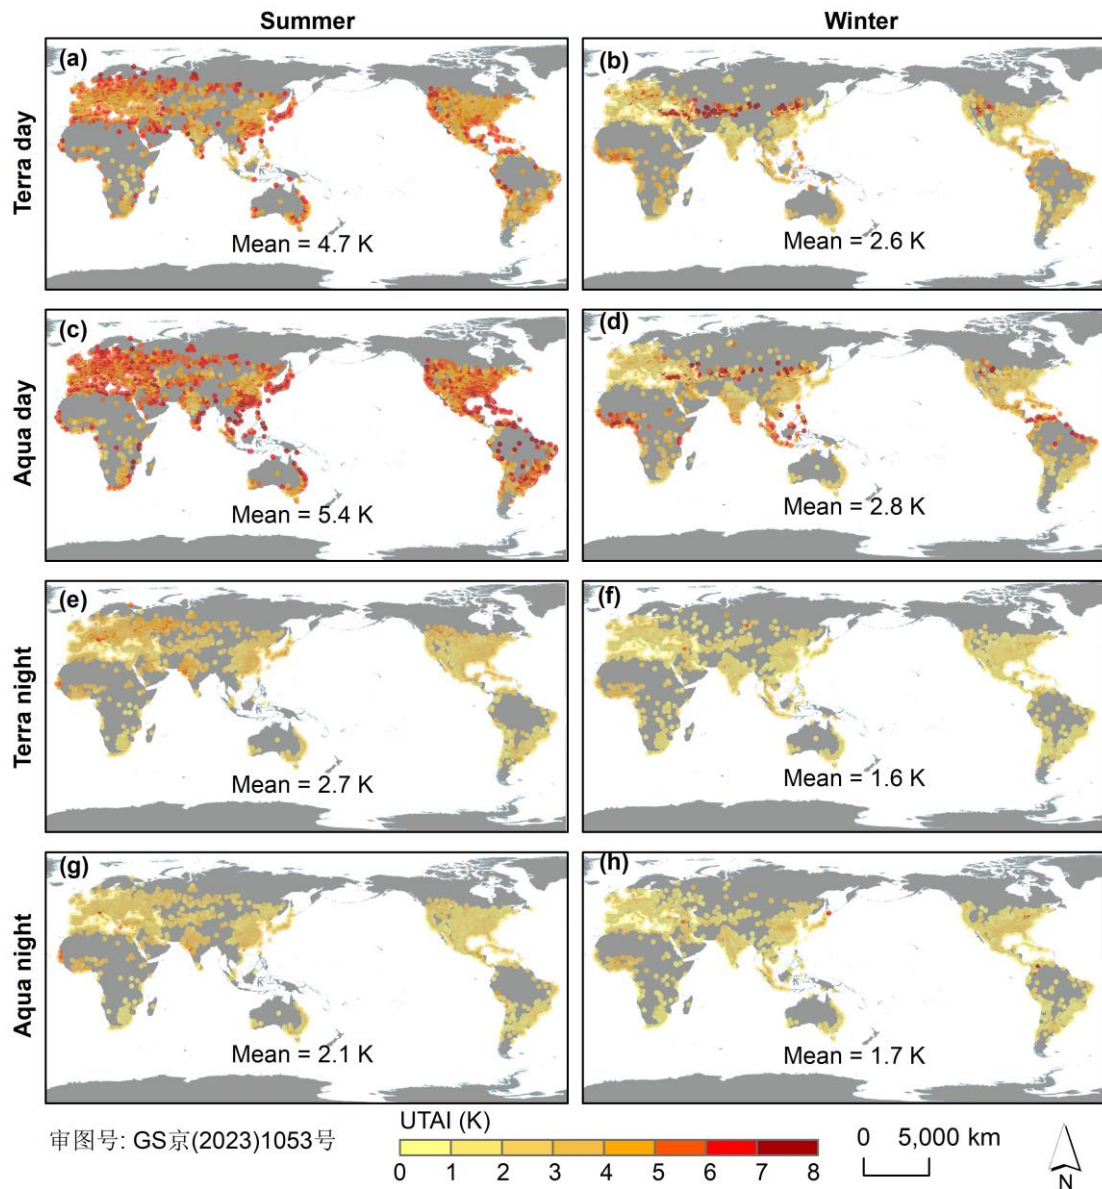 Summer
Winter
Terra day
(a)
Mean = 4.7 K
(b)
Mean = 2.6 K
Aqua day
(c)
Mean = 5.4 K
(d)
Mean = 2.8 K
Terra night
(e)
Mean = 2.7 K
(f)
Mean = 1.6 K
Aqua night
(g)
Mean = 2.1 K
(h)
Mean = 1.7 K
审图号: GS京(2023)1053号
UTAI (K)
0 1 2 3 4 5 6 7 8
0 5,000 km
N